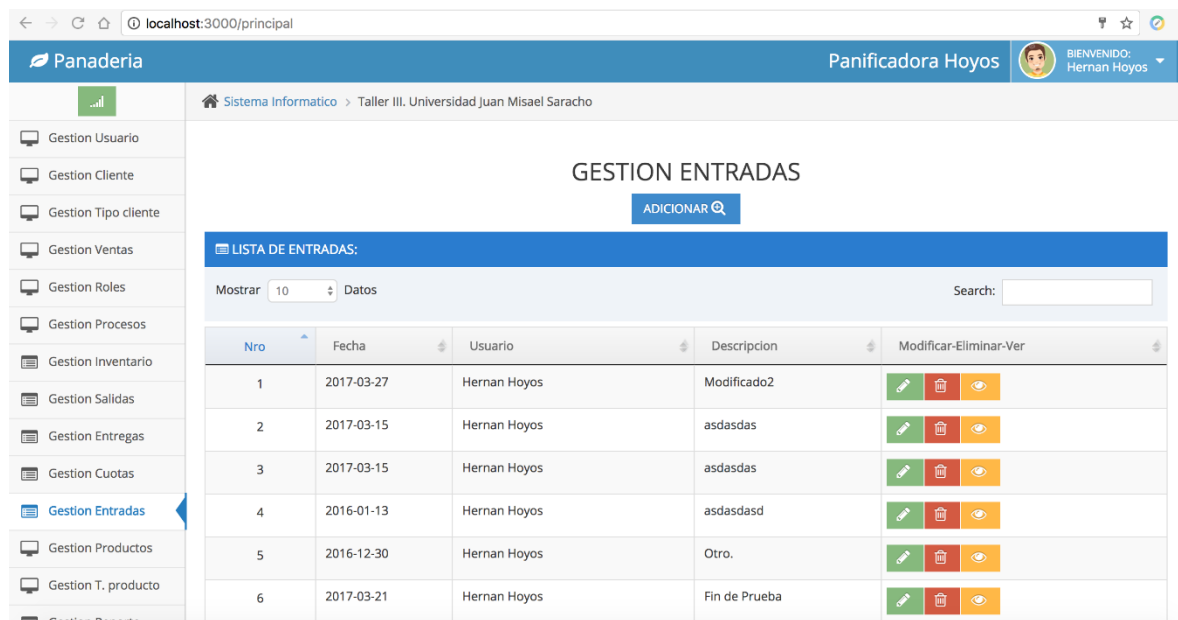 localhost:3000/principal
Panaderia
Panificadora Hoyos
BIENVENIDO:
Hernan Hoyos
Sistema Informatico > Taller III. Universidad Juan Misael Saracho
Gestion Usuario
Gestion Cliente
Gestion Tipo cliente
Gestion Ventas
Gestion Roles
Gestion Procesos
Gestion Inventario
Gestion Salidas
Gestion Entregas
Gestion Cuotas
Gestion Entradas
Gestion Productos
Gestion T. producto
GESTION ENTRADAS
ADICIONAR
LISTA DE ENTRADAS:
Mostrar 10 Datos Search:
Nro Fecha Usuario Descripcion Modificar-Eliminar-Ver
1 2017-03-27 Hernan Hoyos Modificado2
2 2017-03-15 Hernan Hoyos asdasdas
3 2017-03-15 Hernan Hoyos asdasdas
4 2016-01-13 Hernan Hoyos asdasdasd
5 2016-12-30 Hernan Hoyos Otro.
6 2017-03-21 Hernan Hoyos Fin de Prueba